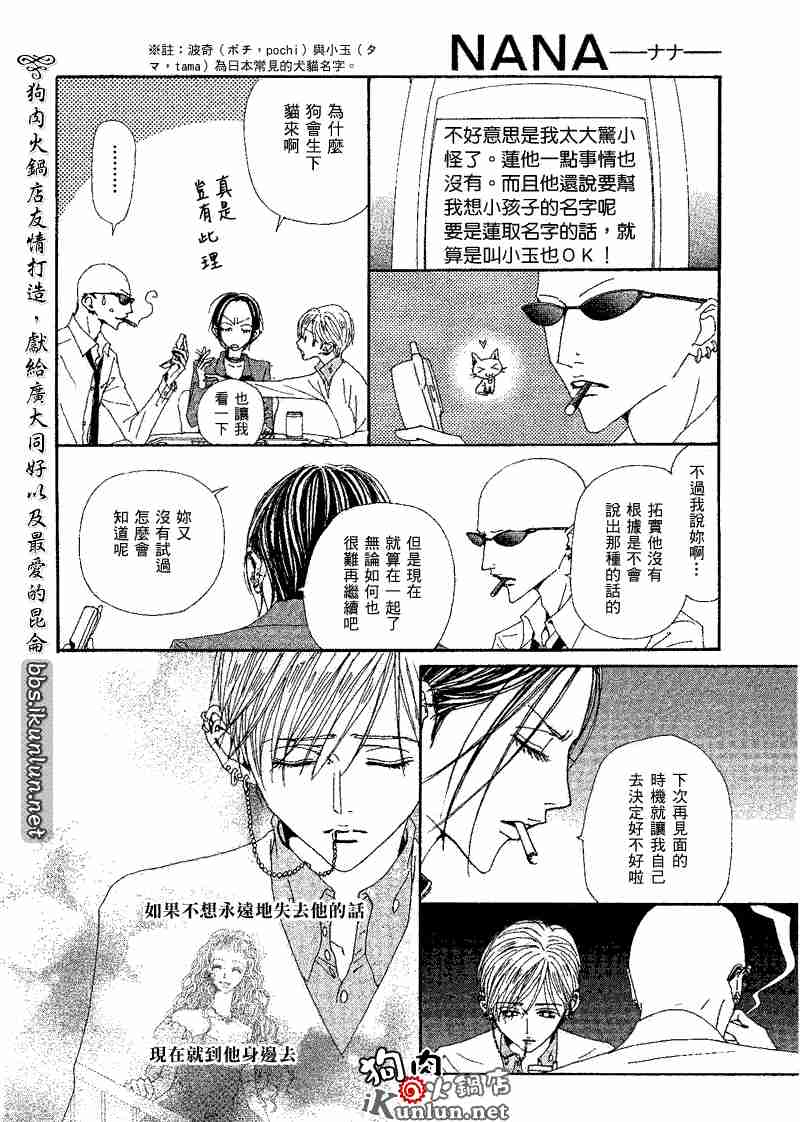 NANA——ナナ——
※註：波奇（ボチ，pochi）與小玉（タ
マ，tama）為日本常見的犬貓名字。
不好意思是我太大驚小
怪了。蓮他一點事情也
沒有。而且他還說要幫
我想小孩子的名字呢
要是蓮取名字的話，就
算是叫小玉也ＯＫ！
為什麼
狗會生下
貓來啊
…………
真是
豈有此理
也讓我
看一下
不過我說妳啊…
拓實他沒有
根據是不會
說出那種的話的
但是現在
就算在一起了
無論如何也
很難再繼續吧
妳又
沒有試過
怎麼會
知道呢
下次再見面的
時機就讓我自己
去決定好不好啦
如果不想永遠地失去他的話
現在就到他身邊去
狗肉火鍋店友情打造，獻給廣大同好以及最愛的昆侖
bbs.ikunlun.net
狗肉火鍋店
iKunlun.net